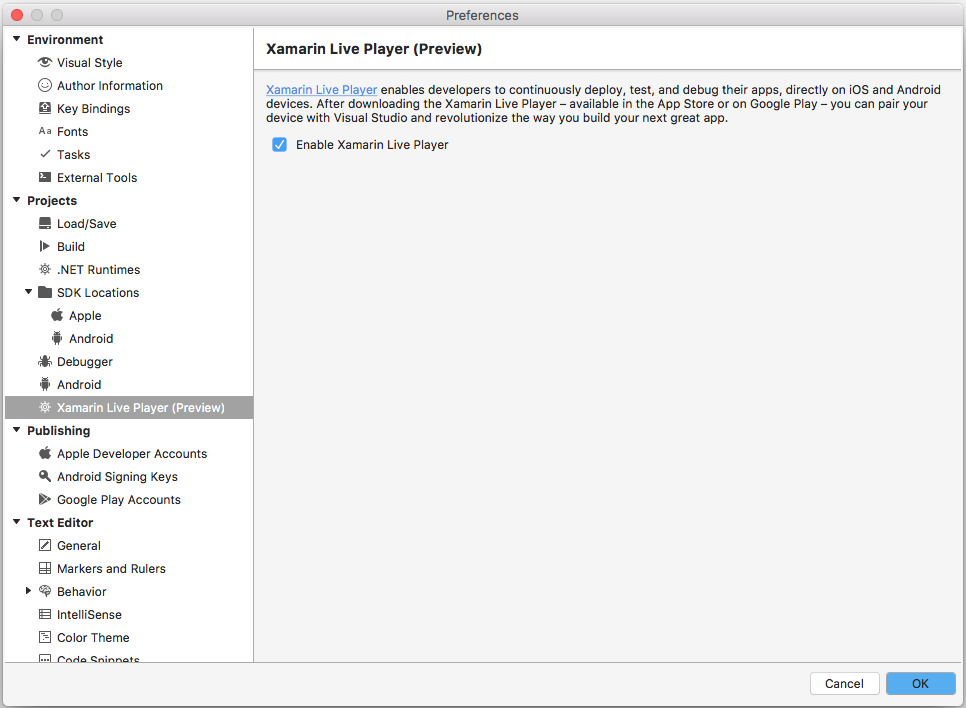 Preferences
Environment
Visual Style
Author Information
Key Bindings
Aa Fonts
Tasks
External Tools
Projects
Load/Save
Build
.NET Runtimes
SDK Locations
Apple
Android
Debugger
Android
Xamarin Live Player (Preview)
Publishing
Apple Developer Accounts
Android Signing Keys
Google Play Accounts
Text Editor
General
Markers and Rulers
Behavior
IntelliSense
Color Theme
Code Snippets
Xamarin Live Player (Preview)
Xamarin Live Player enables developers to continuously deploy, test, and debug their apps, directly on iOS and Android
devices. After downloading the Xamarin Live Player – available in the App Store or on Google Play – you can pair your
device with Visual Studio and revolutionize the way you build your next great app.
Enable Xamarin Live Player
Cancel
OK